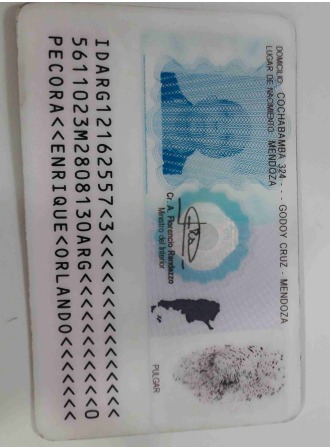 DOMICILIO: COCHABAMBA 324 - - - GODOY CRUZ - MENDOZA
LUGAR DE NACIMIENTO: MENDOZA
Cr. A. Florencio Randazzo
Ministro del Interior
PULGAR
IDARG12162557<3<<<<<<<<<<<<<<<
5611023M2808130ARG<<<<<<<<<<<0
PECORA<<ENRIQUE<ORLANDO<<<<<<<